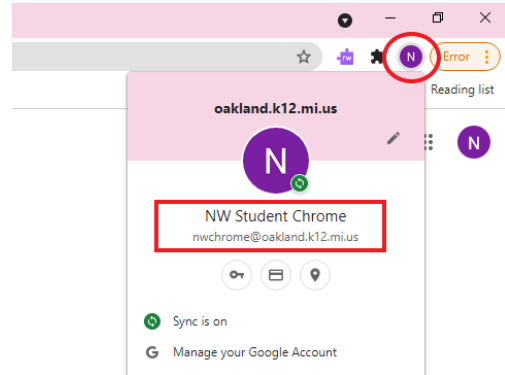 N
Error
Reading list
oakland.k12.mi.us
N
N
NW Student Chrome
nwchrome@oakland.k12.mi.us
Sync is on
G Manage your Google Account
rw